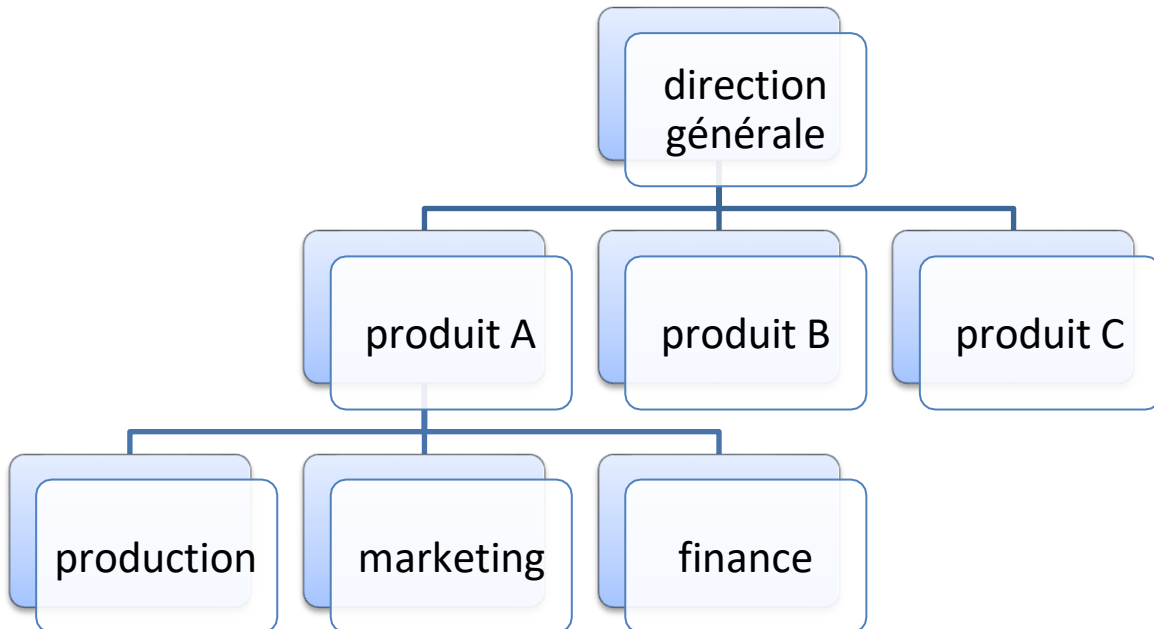 direction
générale
produit A
produit B
produit C
production
marketing
finance